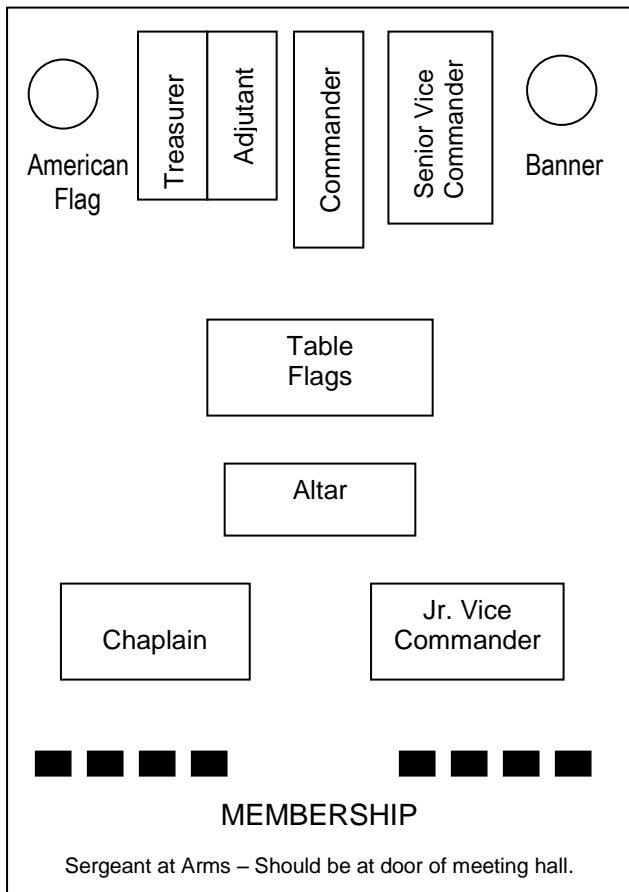 American
Flag
Treasurer
Adjutant
Commander
Senior Vice
Commander
Banner
Table
Flags
Altar
Chaplain
Jr. Vice
Commander
MEMBERSHIP
Sergeant at Arms – Should be at door of meeting hall.